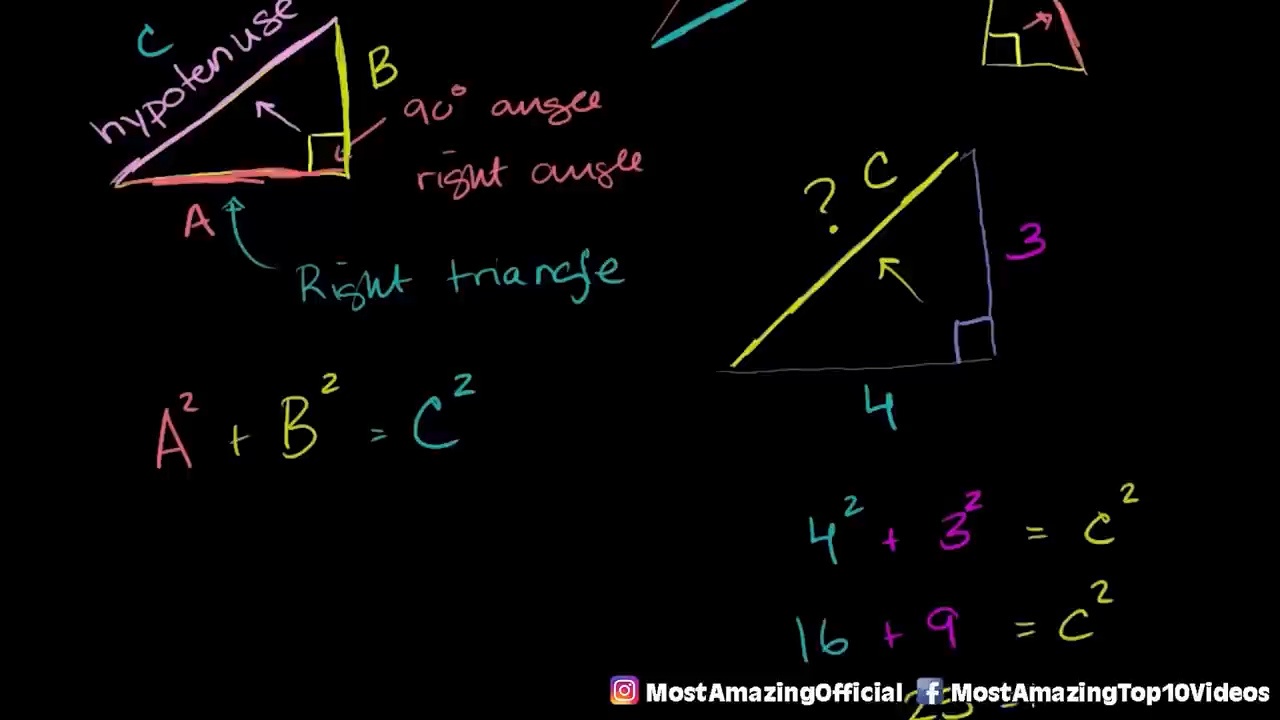 C
hypotenuse
B
90° angle
right angle
A
Right triangle
A² + B² = C²
? C
3
4
4² + 3² = C²
16 + 9 = C²
25 =
MostAmazingOfficial MostAmazingTop10Videos